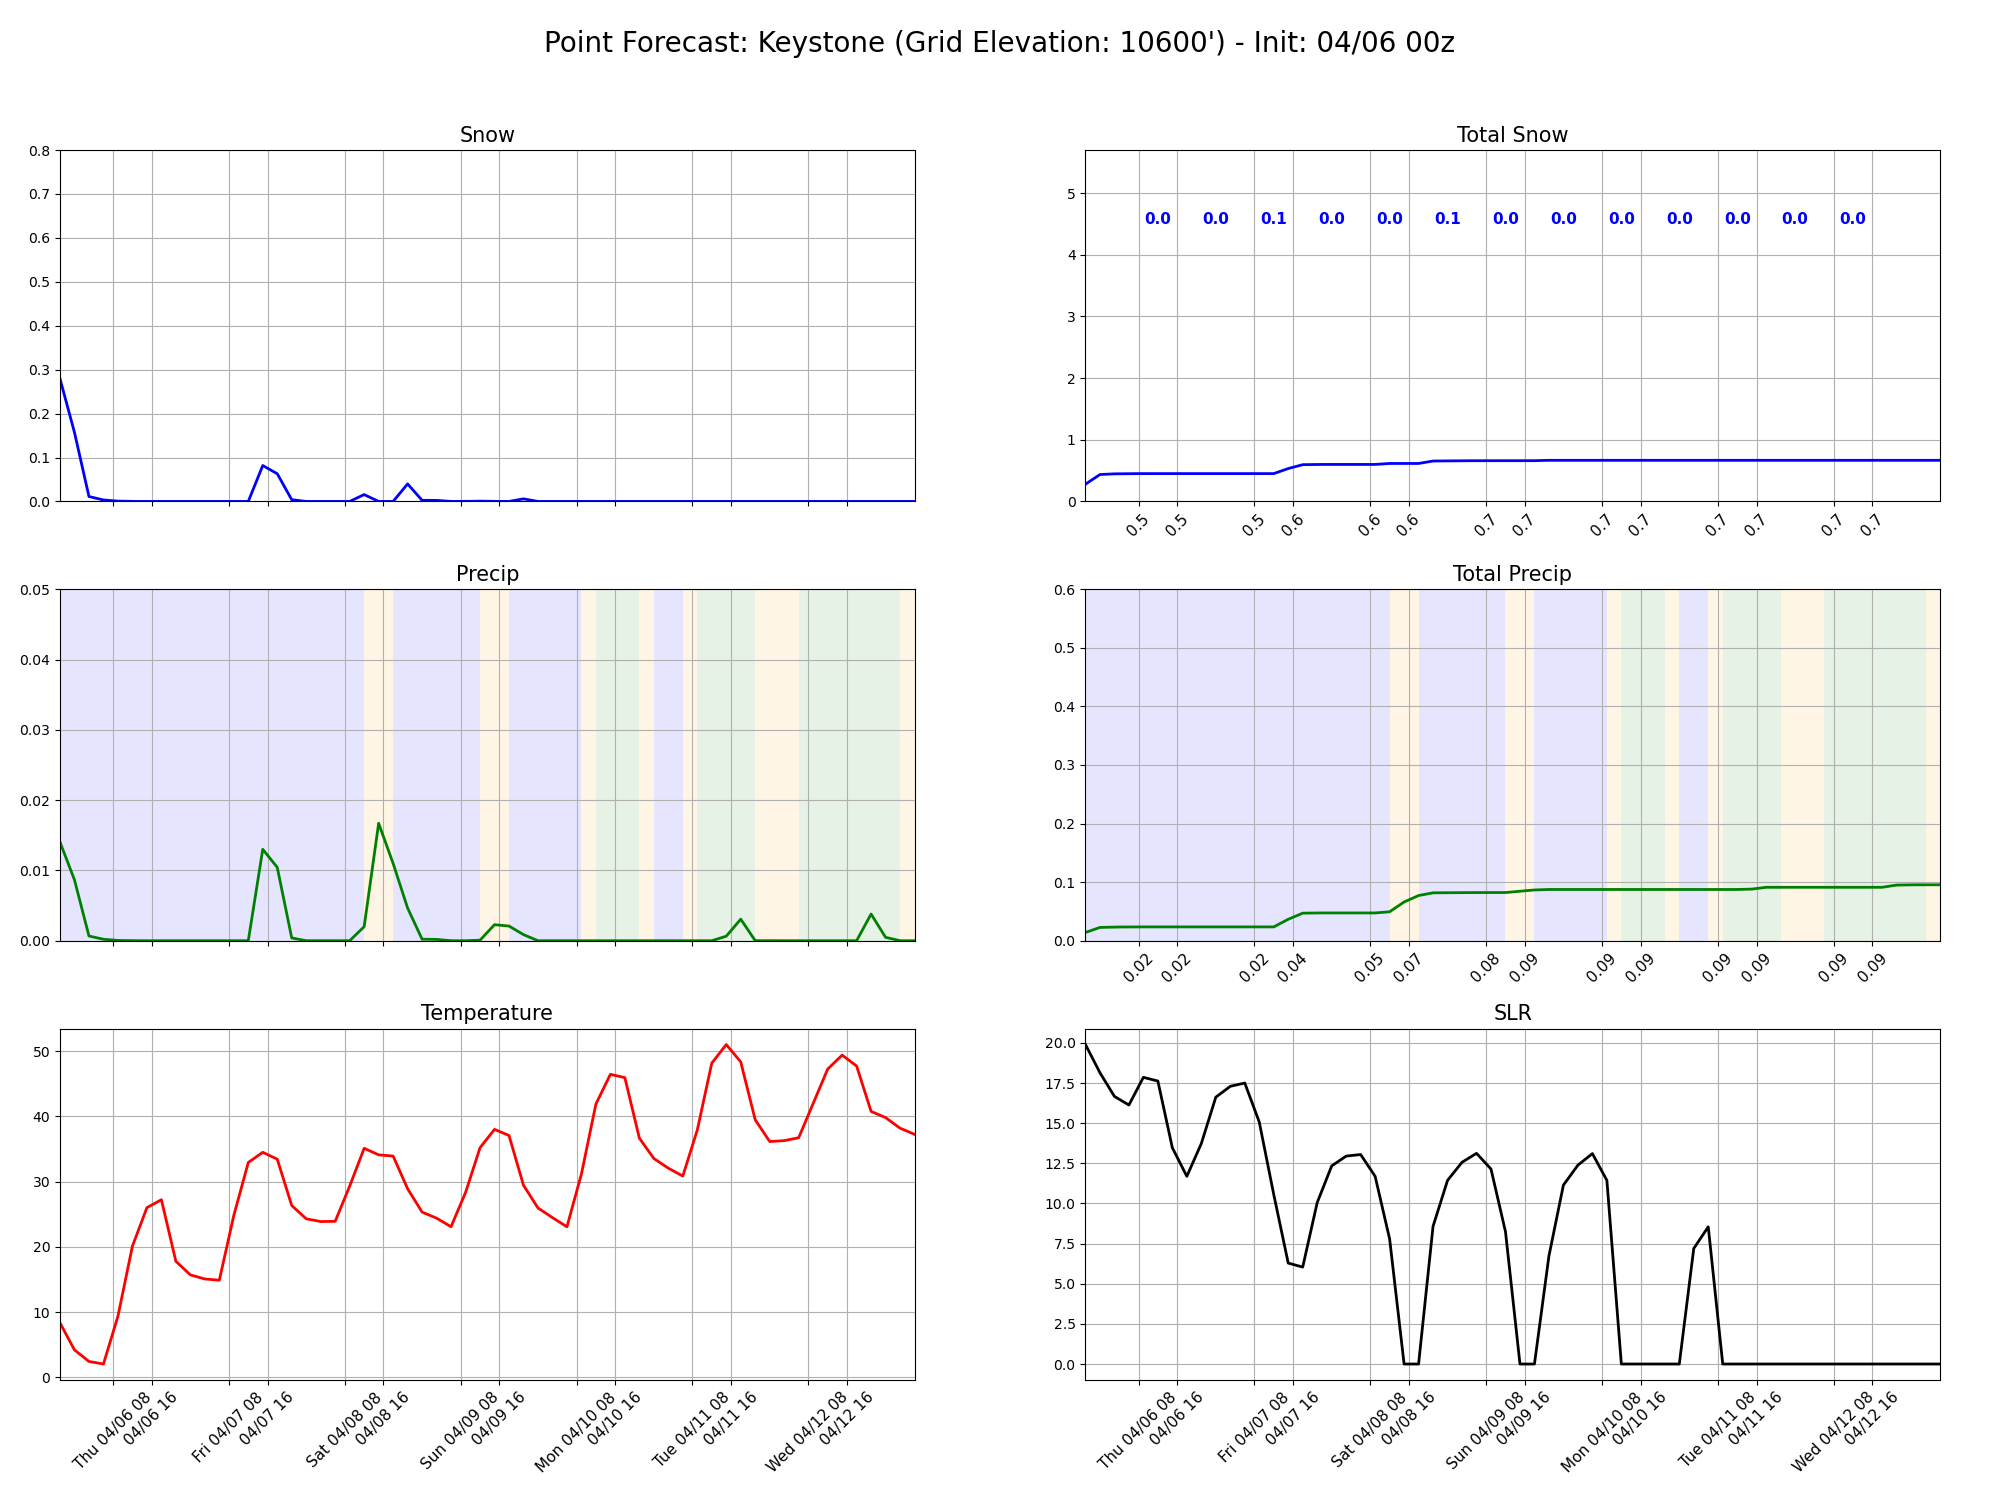 Point Forecast: Keystone (Grid Elevation: 10600') - Init: 04/06 00z
Snow
0.8
0.7
0.6
0.5
0.4
0.3
0.2
0.1
0.0
Total Snow
5
4
3
2
1
0
0.0 0.0 0.1 0.0 0.0 0.1 0.0 0.0 0.0 0.0 0.0 0.0 0.0
0.5 0.5 0.5 0.6 0.6 0.6 0.7 0.7 0.7 0.7 0.7 0.7 0.7 0.7
Precip
0.05
0.04
0.03
0.02
0.01
0.00
Total Precip
0.6
0.5
0.4
0.3
0.2
0.1
0.0
0.02 0.02 0.02 0.04 0.05 0.07 0.08 0.09 0.09 0.09 0.09 0.09 0.09 0.09
Temperature
50
40
30
20
10
0
Thu 04/06 08
04/06 16
Fri 04/07 08
04/07 16
Sat 04/08 08
04/08 16
Sun 04/09 08
04/09 16
Mon 04/10 08
04/10 16
Tue 04/11 08
04/11 16
Wed 04/12 08
04/12 16
SLR
20.0
17.5
15.0
12.5
10.0
7.5
5.0
2.5
0.0
Thu 04/06 08
04/06 16
Fri 04/07 08
04/07 16
Sat 04/08 08
04/08 16
Sun 04/09 08
04/09 16
Mon 04/10 08
04/10 16
Tue 04/11 08
04/11 16
Wed 04/12 08
04/12 16